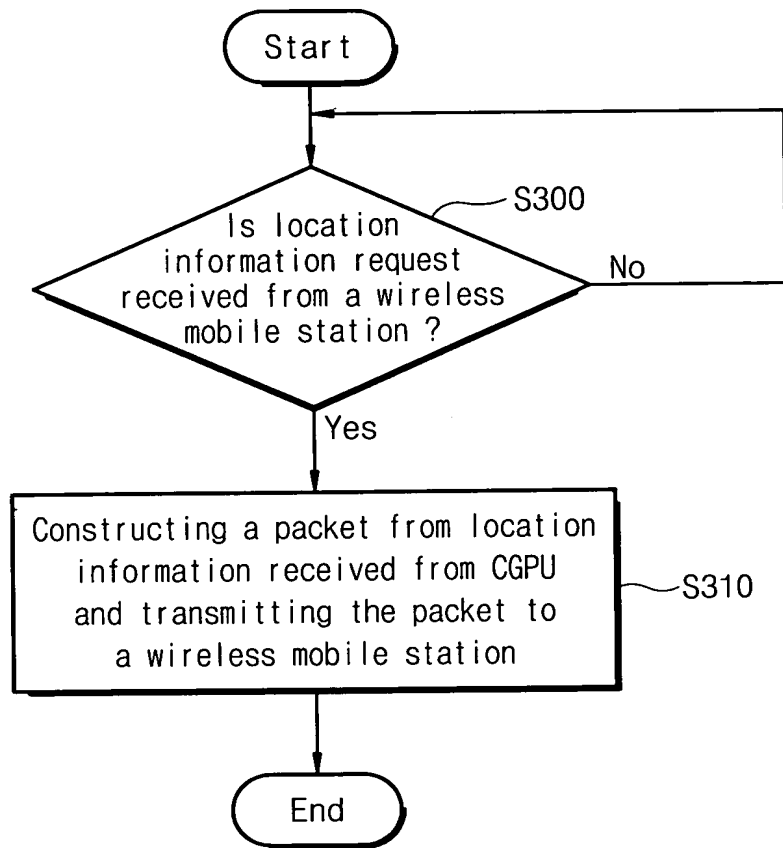 Start
S300
Is location
information request
received from a wireless
mobile station ?
No
Yes
Constructing a packet from location
information received from CGPU
and transmitting the packet to
a wireless mobile station
S310
End